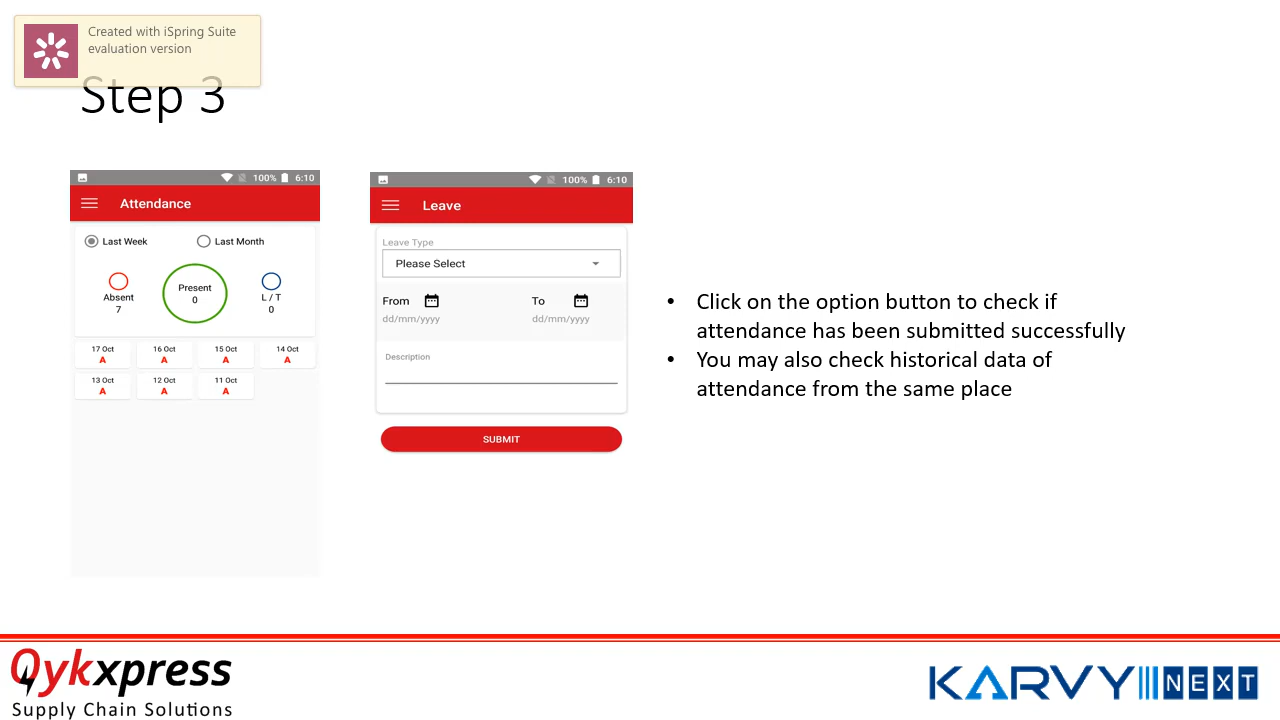 Created with iSpring Suite
evaluation version
Step 3
100% 6:10
Attendance
Last Week Last Month
Absent
7
Present
0
L / T
0
17 Oct 16 Oct 15 Oct 14 Oct
A A A A
13 Oct 12 Oct 11 Oct
A A A
100% 6:10
Leave
Leave Type
Please Select
From To
dd/mm/yyyy dd/mm/yyyy
Description
SUBMIT
• Click on the option button to check if
attendance has been submitted successfully
• You may also check historical data of
attendance from the same place
Qykxpress
Supply Chain Solutions
KARVY NEXT